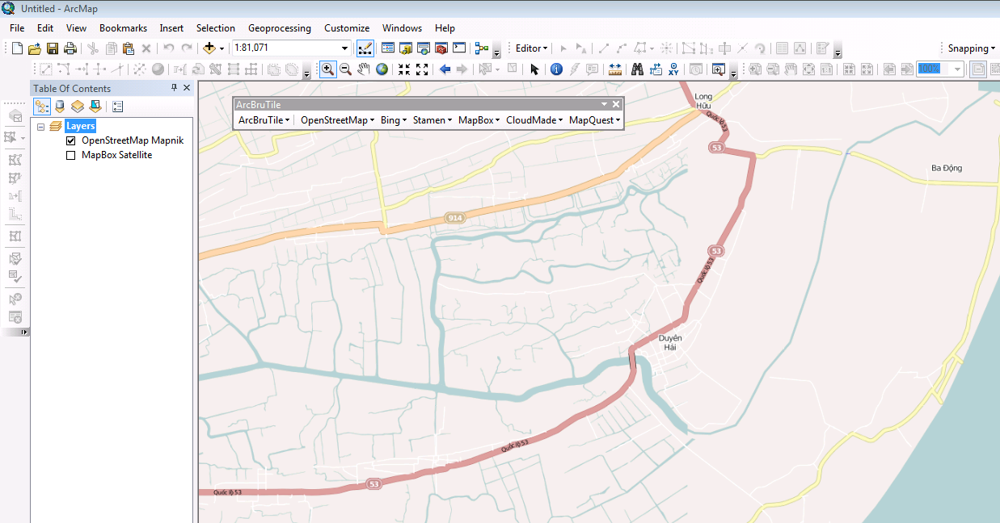 Untitled - ArcMap
File Edit View Bookmarks Insert Selection Geoprocessing Customize Windows Help
1:81,071 Editor Snapping
100%
Table Of Contents
Layers
OpenStreetMap Mapnik
MapBox Satellite
ArcBruTile
ArcBruTile OpenStreetMap Bing Stamen MapBox CloudMade MapQuest
Long
Hữu
Quốc lộ 53
53
Ba Động
914
53
Quốc lộ 53
Duyên
Hải
Quốc lộ 53
53
Quốc lộ 53